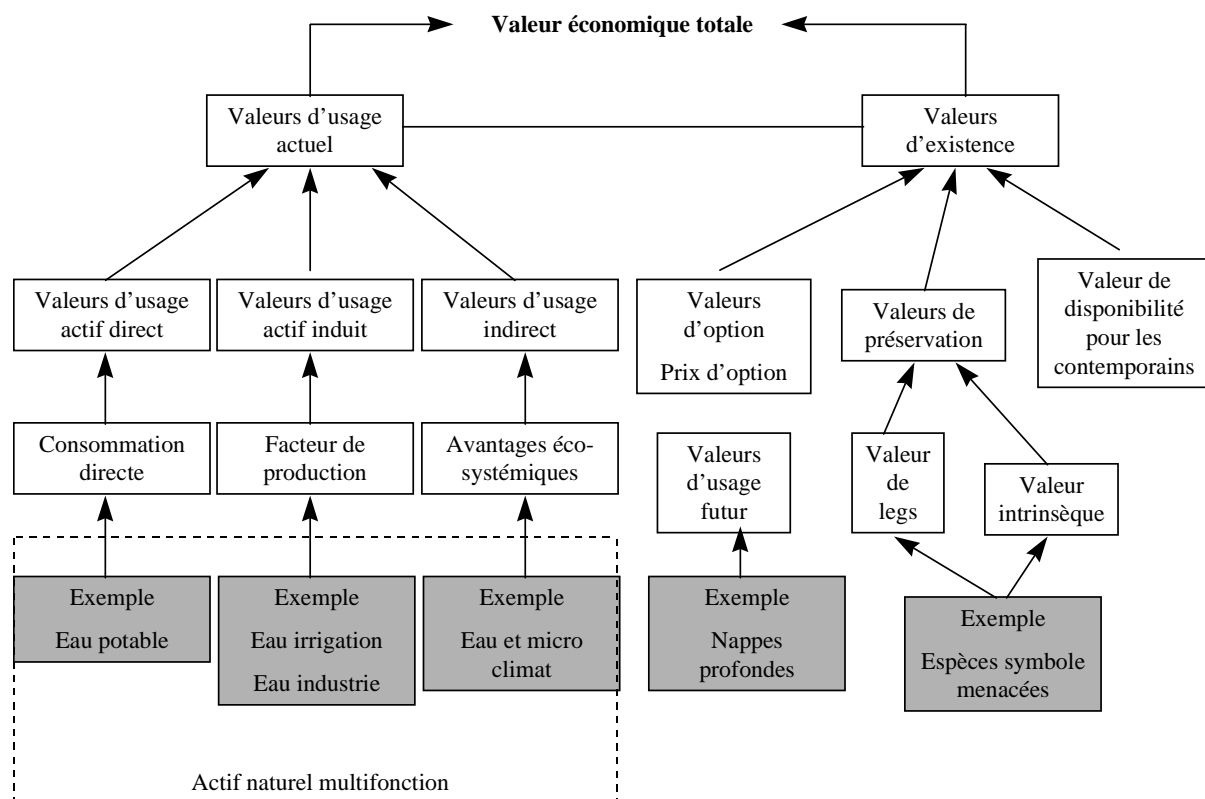 Valeur économique totale
Valeurs d'usage
actuel
Valeurs
d'existence
Valeurs d'usage
actif direct
Valeurs d'usage
actif induit
Valeurs d'usage
indirect
Valeurs
d'option
Prix d'option
Valeurs de
préservation
Valeur de
disponibilité
pour les
contemporains
Consommation
directe
Facteur de
production
Avantages éco-
systémiques
Valeurs
d'usage
futur
Valeur
de
legs
Valeur
intrinsèque
Exemple
Eau potable
Exemple
Eau irrigation
Eau industrie
Exemple
Eau et micro
climat
Exemple
Nappes
profondes
Exemple
Espèces symbole
menacées
Actif naturel multifonction